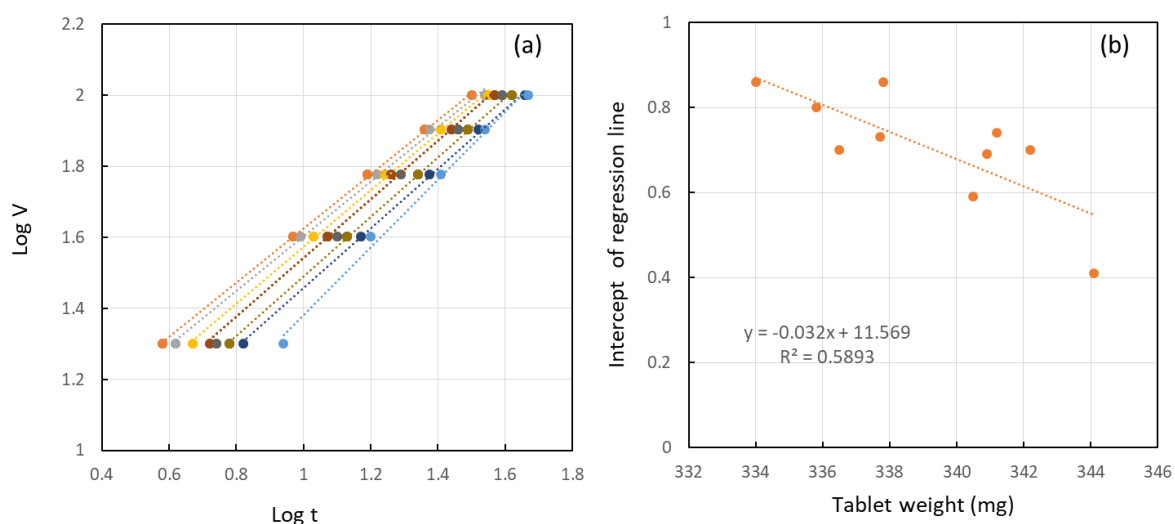 (a)
2.2
2
1.8
1.6
1.4
1.2
1
0.4 0.6 0.8 1 1.2 1.4 1.6 1.8
Log V
Log t
(b)
1
0.8
0.6
0.4
0.2
0
332 334 336 338 340 342 344 346
Intercept of regression line
y = -0.032x + 11.569
R² = 0.5893
Tablet weight (mg)